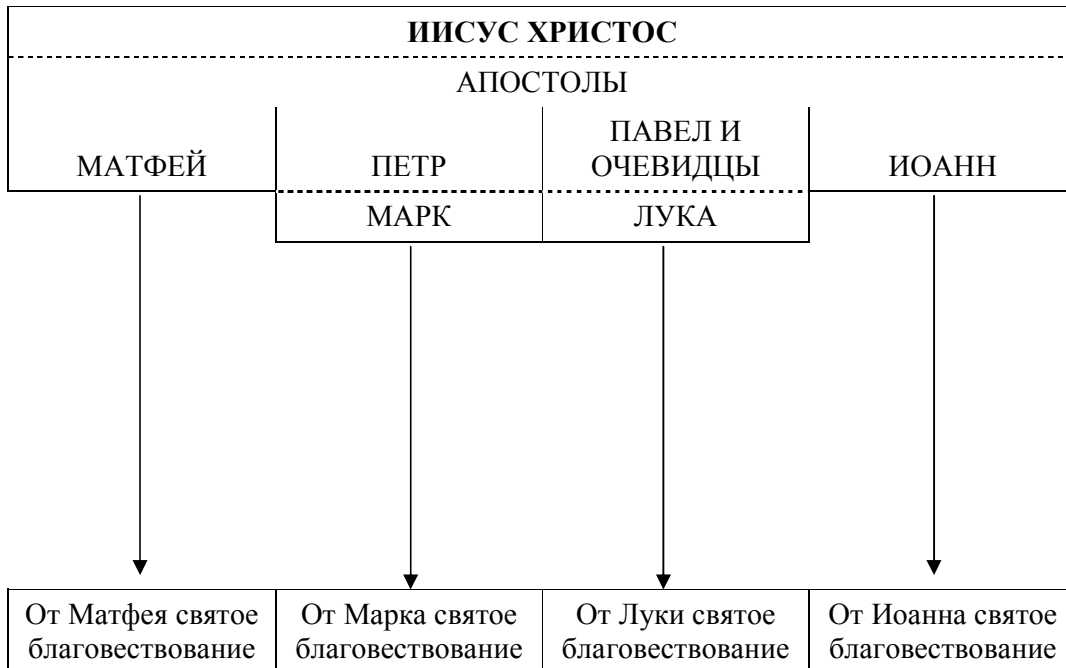 ИИСУС ХРИСТОС
АПОСТОЛЫ
МАТФЕЙ
ПЕТР
ПАВЕЛ И
ОЧЕВИДЦЫ
ИОАНН
МАРК
ЛУКА
От Матфея святое
благовествование
От Марка святое
благовествование
От Луки святое
благовествование
От Иоанна святое
благовествование